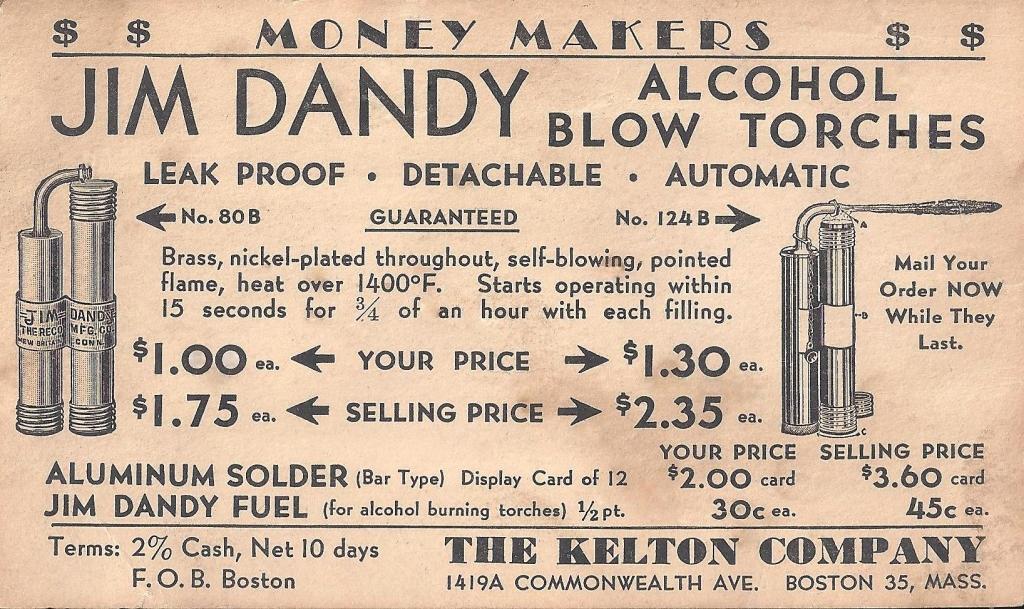 $ $ MONEY MAKERS $ $
JIM DANDY
ALCOHOL
BLOW TORCHES
LEAK PROOF • DETACHABLE • AUTOMATIC
No. 80B GUARANTEED No. 124B
Brass, nickel-plated throughout, self-blowing, pointed
flame, heat over 1400°F. Starts operating within
15 seconds for ¾ of an hour with each filling.
Mail Your
Order NOW
While They
Last.
JIM DANDY
MFG. CO.
CONN.
A
B
C
$1.00 ea. YOUR PRICE $1.30 ea.
$1.75 ea. SELLING PRICE $2.35 ea.
YOUR PRICE SELLING PRICE
ALUMINUM SOLDER (Bar Type) Display Card of 12 $2.00 card $3.60 card
JIM DANDY FUEL (for alcohol burning torches) ½ pt. 30c ea. 45c ea.
Terms: 2% Cash, Net 10 days
F.O.B. Boston
THE KELTON COMPANY
1419A COMMONWEALTH AVE. BOSTON 35, MASS.